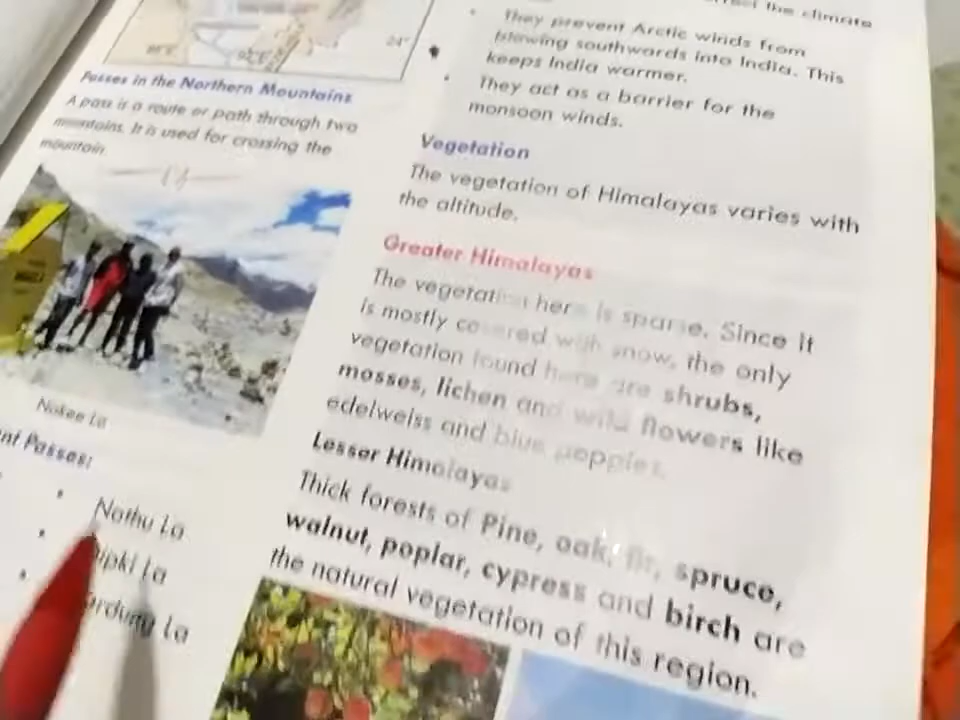 24°
92°E
Passes in the Northern Mountains
A pass is a route or path through two
mountains. It is used for crossing the
mountain.
Nakee La
Passes:
Nathu La
La
La
the climate
They prevent Arctic winds from
blowing southwards into India. This
keeps India warmer.
They act as a barrier for the
monsoon winds.
Vegetation
The vegetation of Himalayas varies with
the altitude.
Greater Himalayas
The vegetation here is sparse. Since it
is mostly covered with snow, the only
vegetation found here are shrubs,
mosses, lichen and wild flowers like
edelweiss and blue poppies.
Lesser Himalayas
Thick forests of Pine, oak, fir, spruce,
walnut, poplar, cypress and birch are
the natural vegetation of this region.